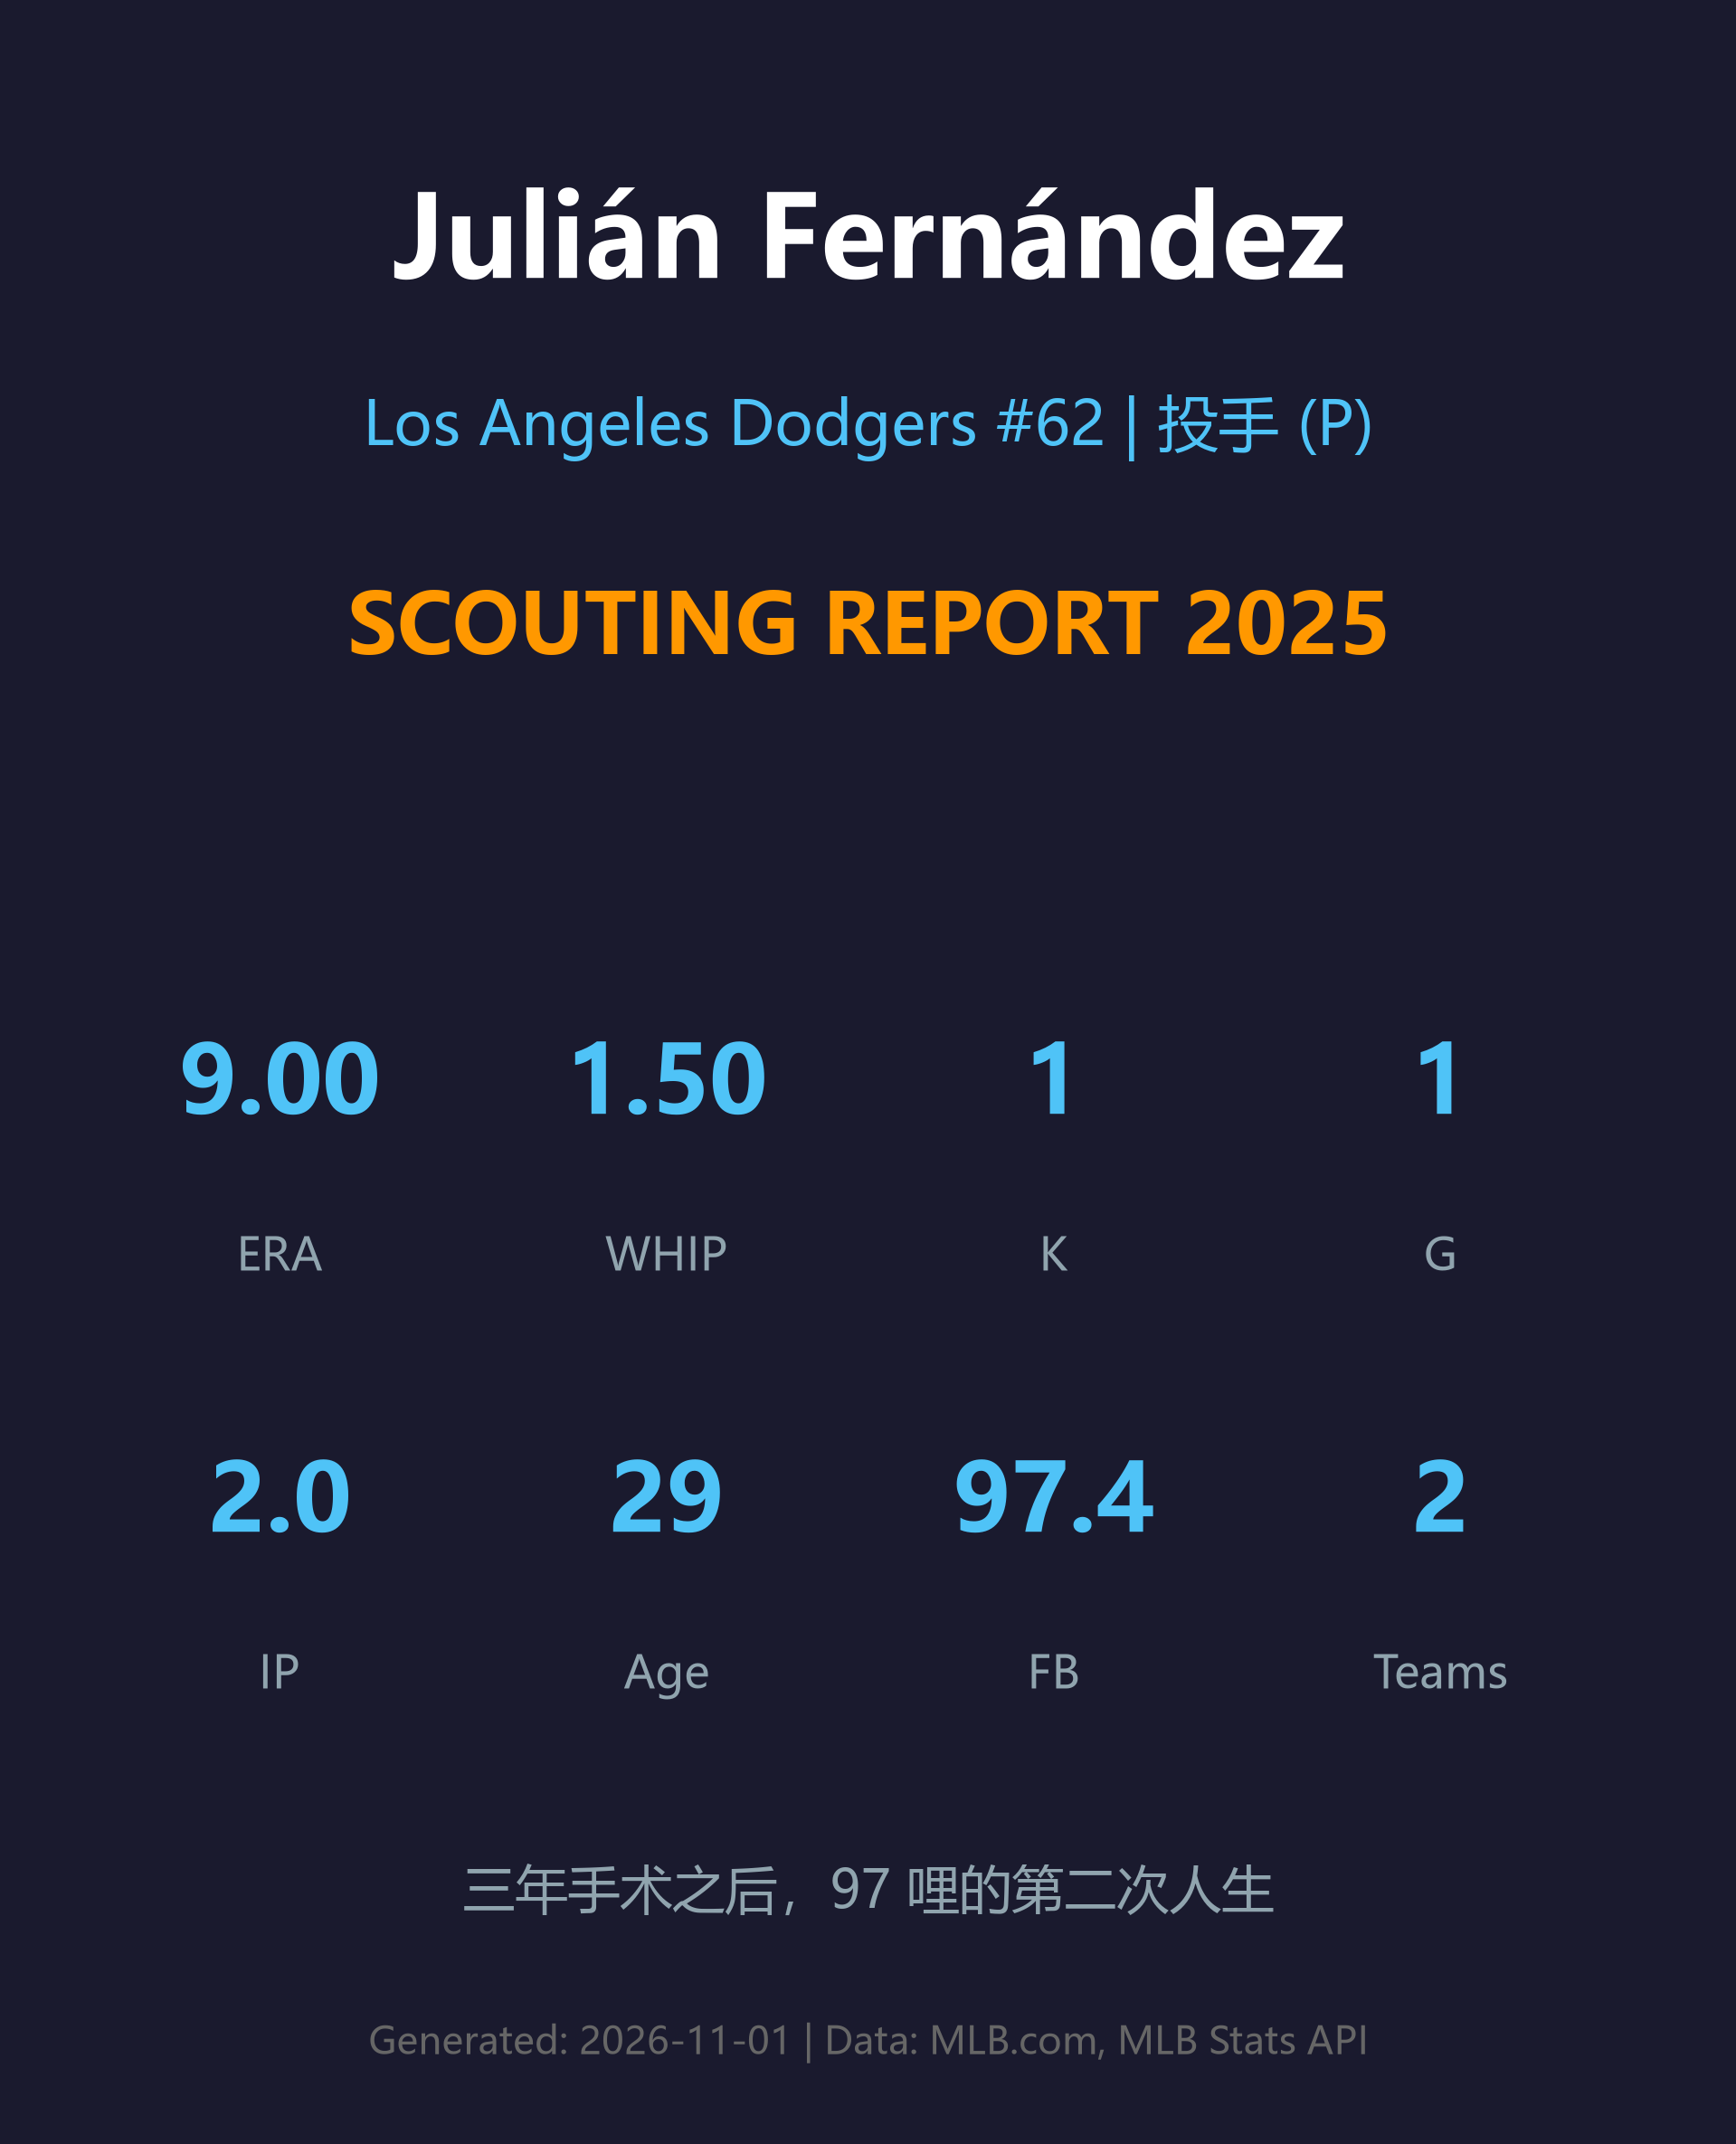 Julián Fernández
Los Angeles Dodgers #62 | 投手 (P)
SCOUTING REPORT 2025
9.00 1.50 1 1
ERA WHIP K G
2.0 29 97.4 2
IP Age FB Teams
三年手术之后，97 哩的第二次人生
Generated: 2026-11-01 | Data: MLB.com, MLB Stats API